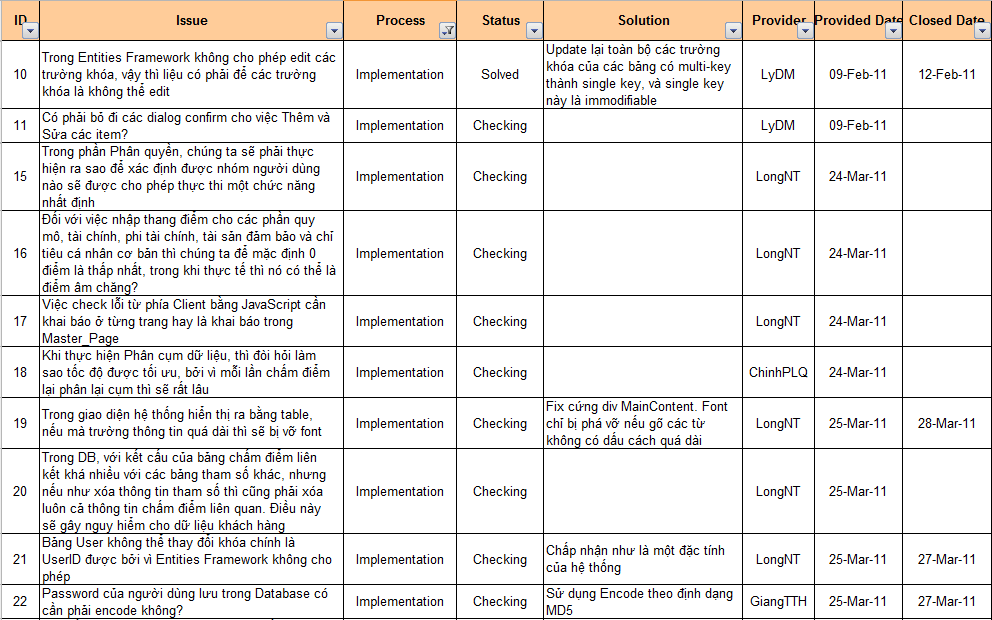 ID Issue Process Status Solution Provider Provided Date Closed Date
10
Trong Entities Framework không cho phép edit các
trường khóa, vậy thì liệu có phải để các trường
khóa là không thể edit
Implementation
Solved
Update lại toàn bộ các trường
khóa của các bảng có multi-key
thành single key, và single key
này là immodifiable
LyDM
09-Feb-11
12-Feb-11
11
Có phải bỏ đi các dialog confirm cho việc Thêm và
Sửa các item?
Implementation
Checking
LyDM
09-Feb-11
15
Trong phần Phân quyền, chúng ta sẽ phải thực
hiện ra sao để xác định được nhóm người dùng
nào sẽ được cho phép thực thi một chức năng
nhất định
Implementation
Checking
LongNT
24-Mar-11
16
Đối với việc nhập thang điểm cho các phần quy
mô, tài chính, phi tài chính, tài sản đảm bảo và chỉ
tiêu cá nhân cơ bản thì chúng ta để mặc định 0
điểm là thấp nhất, trong khi thực tế thì nó có thể là
điểm âm chăng?
Implementation
Checking
LongNT
24-Mar-11
17
Việc check lỗi từ phía Client bằng JavaScript cần
khai báo ở từng trang hay là khai báo trong
Master_Page
Implementation
Checking
LongNT
24-Mar-11
18
Khi thực hiện Phân cụm dữ liệu, thì đòi hỏi làm
sao tốc độ được tối ưu, bởi vì mỗi lần chấm điểm
lại phân lại cụm thì sẽ rất lâu
Implementation
Checking
ChinhPLQ
24-Mar-11
19
Trong giao diện hệ thống hiển thị ra bằng table,
nếu mà trường thông tin quá dài thì sẽ bị vỡ font
Implementation
Checking
Fix cứng div MainContent. Font
chỉ bị phá vỡ nếu gõ các từ
không có dấu cách quá dài
LongNT
25-Mar-11
28-Mar-11
20
Trong DB, với kết cấu của bảng chấm điểm liên
kết khá nhiều với các bảng tham số khác, nhưng
nếu như xóa thông tin tham số thì cũng phải xóa
luôn cả thông tin chấm điểm liên quan. Điều này
sẽ gây nguy hiểm cho dữ liệu khách hàng
Implementation
Checking
LongNT
25-Mar-11
21
Bảng User không thể thay đổi khóa chính là
UserID được bởi vì Entities Framework không cho
phép
Implementation
Checking
Chấp nhận như là một đặc tính
của hệ thống
LongNT
25-Mar-11
27-Mar-11
22
Password của người dùng lưu trong Database có
cần phải encode không?
Implementation
Checking
Sử dụng Encode theo định dạng
MD5
GiangTTH
25-Mar-11
27-Mar-11